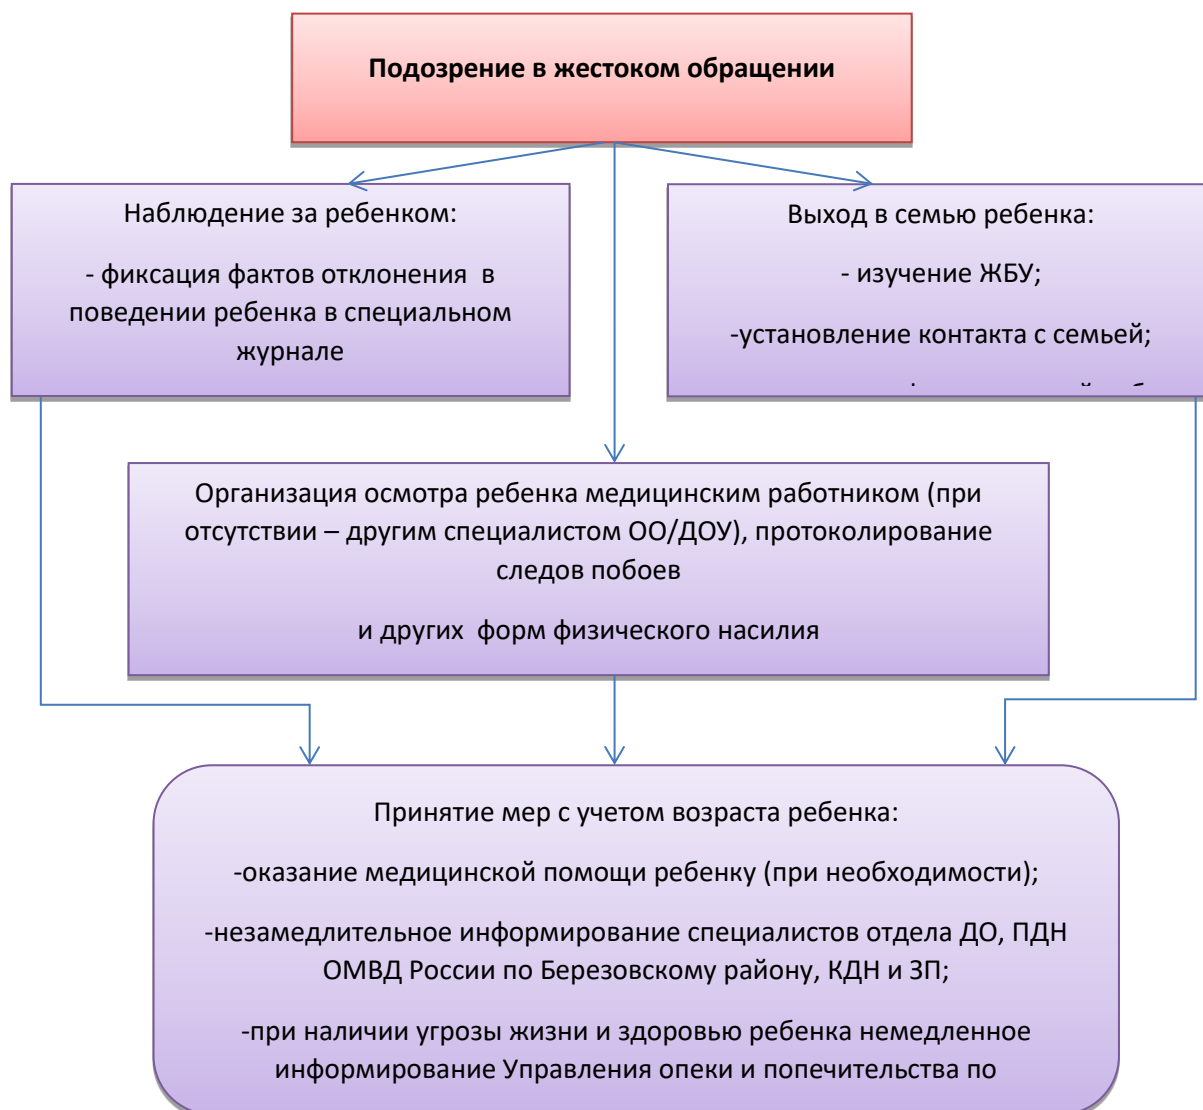 Подозрение в жестоком обращении
Наблюдение за ребенком:
- фиксация фактов отклонения в
поведении ребенка в специальном
журнале
Выход в семью ребенка:
- изучение ЖБУ;
-установление контакта с семьей;
Организация осмотра ребенка медицинским работником (при
отсутствии – другим специалистом ОО/ДОУ), протоколирование
следов побоев
и других форм физического насилия
Принятие мер с учетом возраста ребенка:
-оказание медицинской помощи ребенку (при необходимости);
-незамедлительное информирование специалистов отдела ДО, ПДН
ОМВД России по Березовскому району, КДН и ЗП;
-при наличии угрозы жизни и здоровью ребенка немедленное
информирование Управления опеки и попечительства по